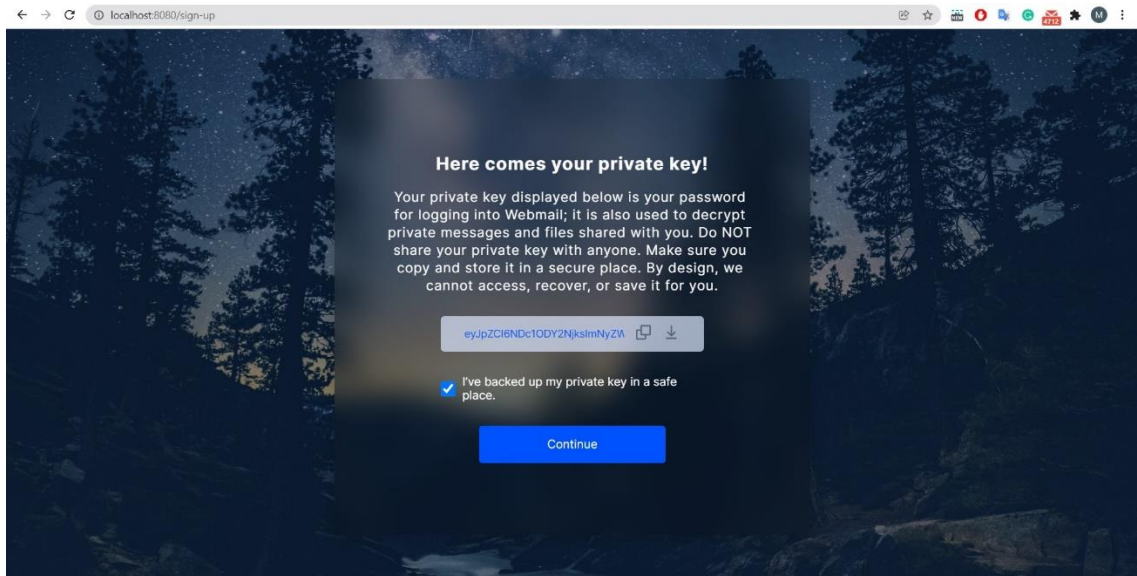 localhost:8080/sign-up
NEW
4712
M
Here comes your private key!
Your private key displayed below is your password
for logging into Webmail; it is also used to decrypt
private messages and files shared with you. Do NOT
share your private key with anyone. Make sure you
copy and store it in a secure place. By design, we
cannot access, recover, or save it for you.
eyJpZCI6NDc1ODY2NjksImNyZW
I've backed up my private key in a safe
place.
Continue